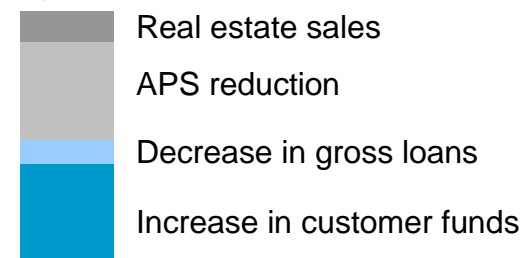 Real estate sales
APS reduction
Decrease in gross loans
Increase in customer funds